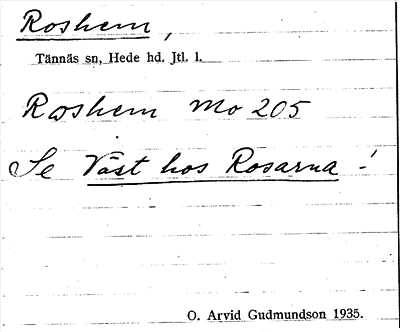 Roshem,
Tännäs sn, Hede hd. Jtl. l.
Roshem Mo 205
Se Väst hos Rosarna !
O. Arvid Gudmundson 1935.